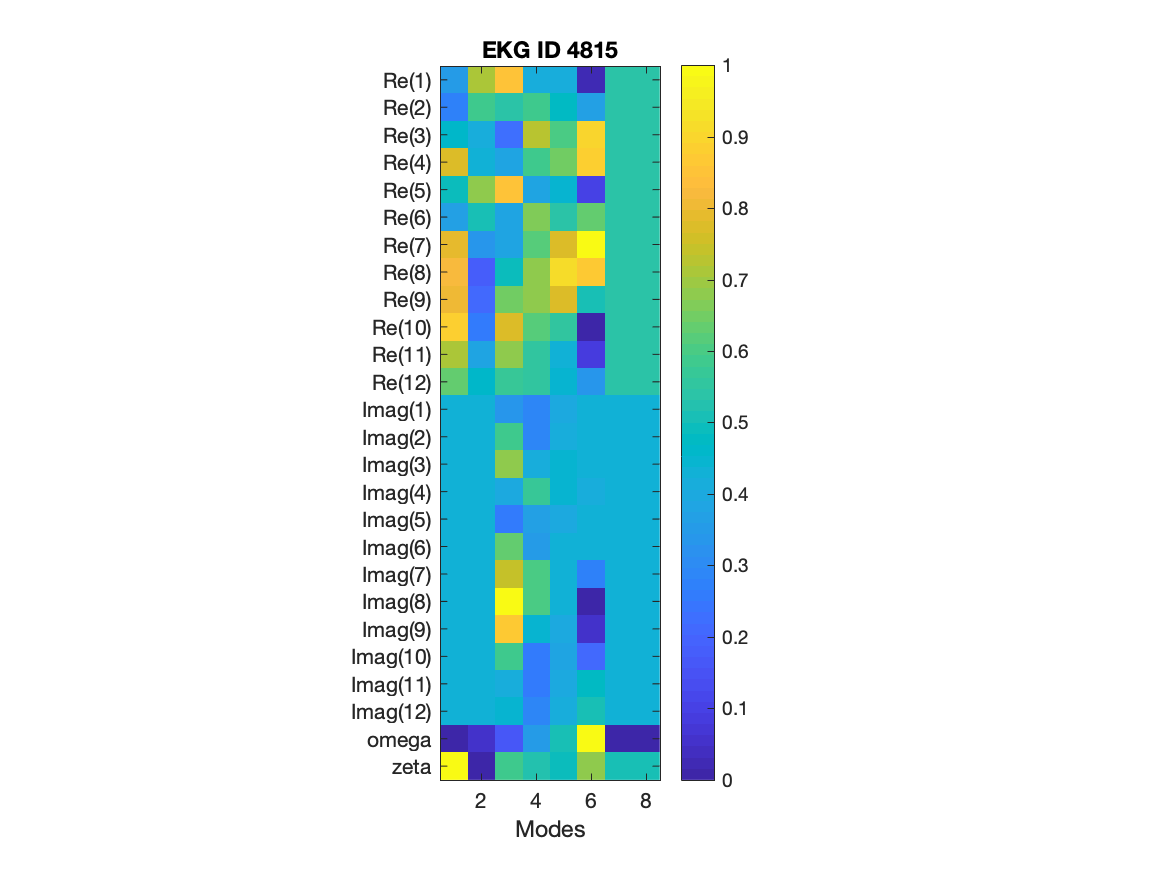 EKG ID 4815
Re(1)
Re(2)
Re(3)
Re(4)
Re(5)
Re(6)
Re(7)
Re(8)
Re(9)
Re(10)
Re(11)
Re(12)
Imag(1)
Imag(2)
Imag(3)
Imag(4)
Imag(5)
Imag(6)
Imag(7)
Imag(8)
Imag(9)
Imag(10)
Imag(11)
Imag(12)
omega
zeta
2 4 6 8
Modes
1
0.9
0.8
0.7
0.6
0.5
0.4
0.3
0.2
0.1
0